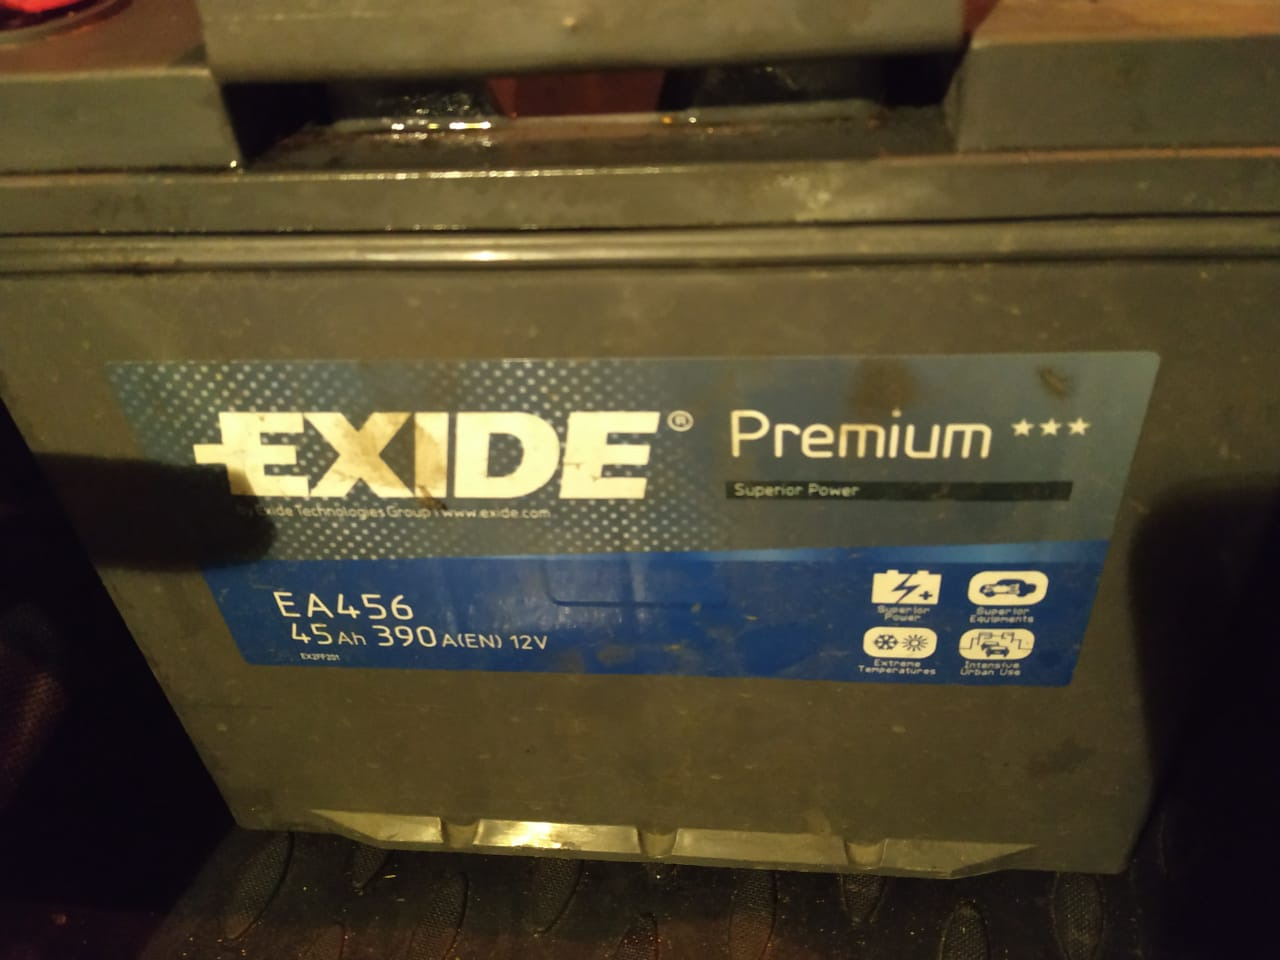 EXIDE®
by Exide Technologies Group | www.exide.com
Premium
Superior Power
EA456
45Ah 390A(EN) 12V
EX2FF201
Superior
Power
Superior
Equipments
Extreme
Temperatures
Intensive
Urban Use